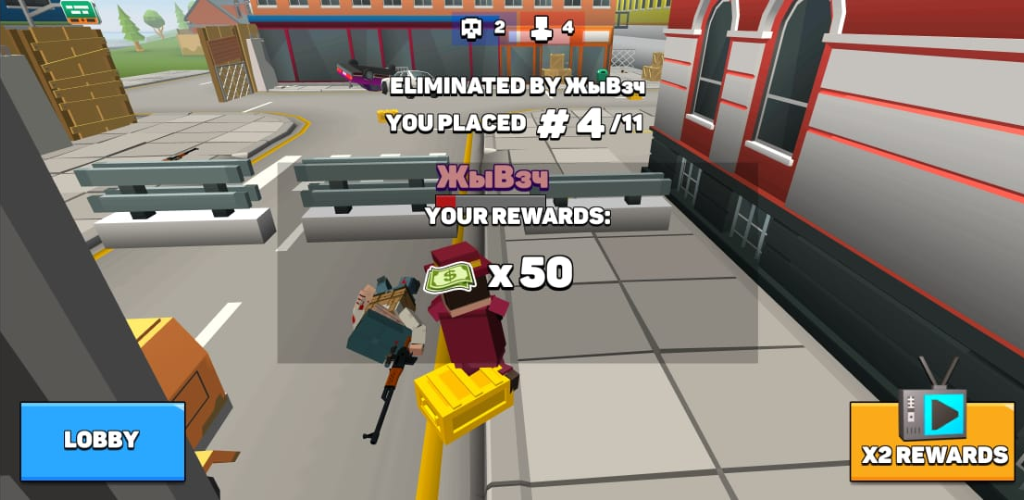 2 4
ELIMINATED BY ЖыВзч
YOU PLACED # 4/11
ЖыВзч
YOUR REWARDS:
x 50
LOBBY
X2 REWARDS